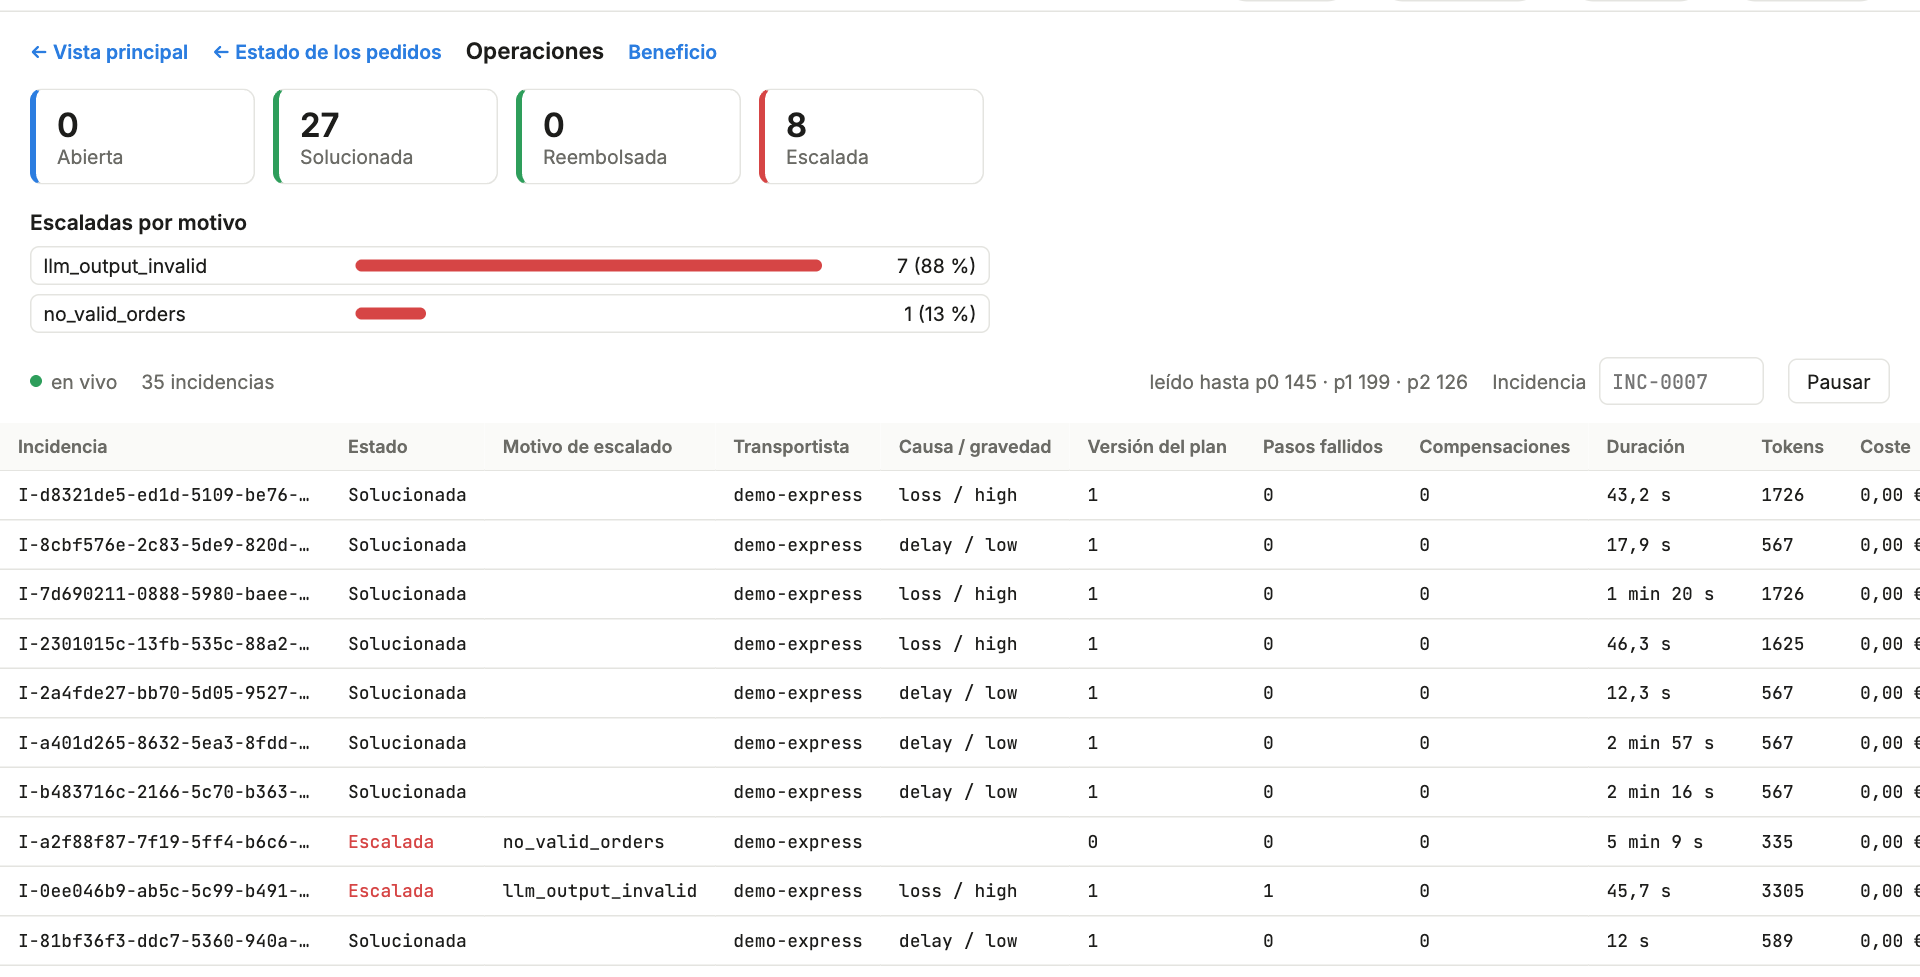 ← Vista principal ← Estado de los pedidos Operaciones Beneficio
0 27 0 8
Abierta Solucionada Reembolsada Escalada
Escaladas por motivo
llm_output_invalid 7 (88 %)
no_valid_orders 1 (13 %)
en vivo 35 incidencias leído hasta p0 145 · p1 199 · p2 126 Incidencia INC-0007 Pausar
Incidencia Estado Motivo de escalado Transportista Causa / gravedad Versión del plan Pasos fallidos Compensaciones Duración Tokens Coste
I-d8321de5-ed1d-5109-be76-… Solucionada demo-express loss / high 1 0 0 43,2 s 1726 0,00 €
I-8cbf576e-2c83-5de9-820d-… Solucionada demo-express delay / low 1 0 0 17,9 s 567 0,00 €
I-7d690211-0888-5980-baee-… Solucionada demo-express loss / high 1 0 0 1 min 20 s 1726 0,00 €
I-2301015c-13fb-535c-88a2-… Solucionada demo-express loss / high 1 0 0 46,3 s 1625 0,00 €
I-2a4fde27-bb70-5d05-9527-… Solucionada demo-express delay / low 1 0 0 12,3 s 567 0,00 €
I-a401d265-8632-5ea3-8fdd-… Solucionada demo-express delay / low 1 0 0 2 min 57 s 567 0,00 €
I-b483716c-2166-5c70-b363-… Solucionada demo-express delay / low 1 0 0 2 min 16 s 567 0,00 €
I-a2f88f87-7f19-5ff4-b6c6-… Escalada no_valid_orders demo-express 0 0 0 5 min 9 s 335 0,00 €
I-0ee046b9-ab5c-5c99-b491-… Escalada llm_output_invalid demo-express loss / high 1 1 0 45,7 s 3305 0,00 €
I-81bf36f3-ddc7-5360-940a-… Solucionada demo-express delay / low 1 0 0 12 s 589 0,00 €